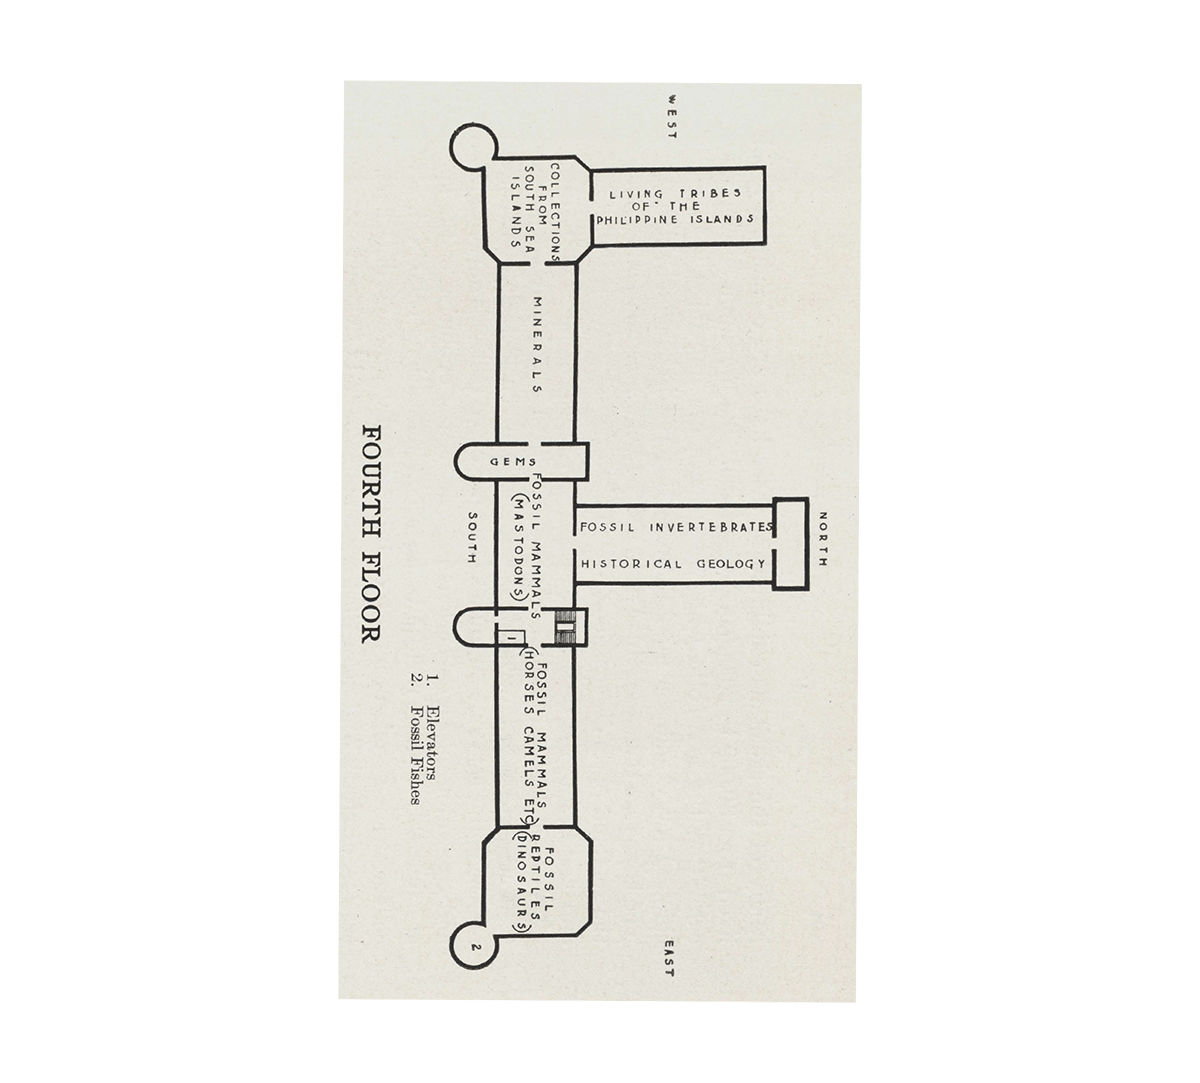 WEST
LIVING TRIBES
OF THE
PHILIPPINE ISLANDS
COLLECTIONS
FROM
SOUTH SEA
ISLANDS
MINERALS
GEMS
FOSSIL MAMMALS
(MASTODONS)
FOSSIL INVERTEBRATES
HISTORICAL GEOLOGY
NORTH
SOUTH
1
FOSSIL MAMMALS
(HORSES CAMELS ETC)
FOSSIL
REPTILES
(DINOSAURS)
2
EAST
FOURTH FLOOR
1. Elevators
2. Fossil Fishes